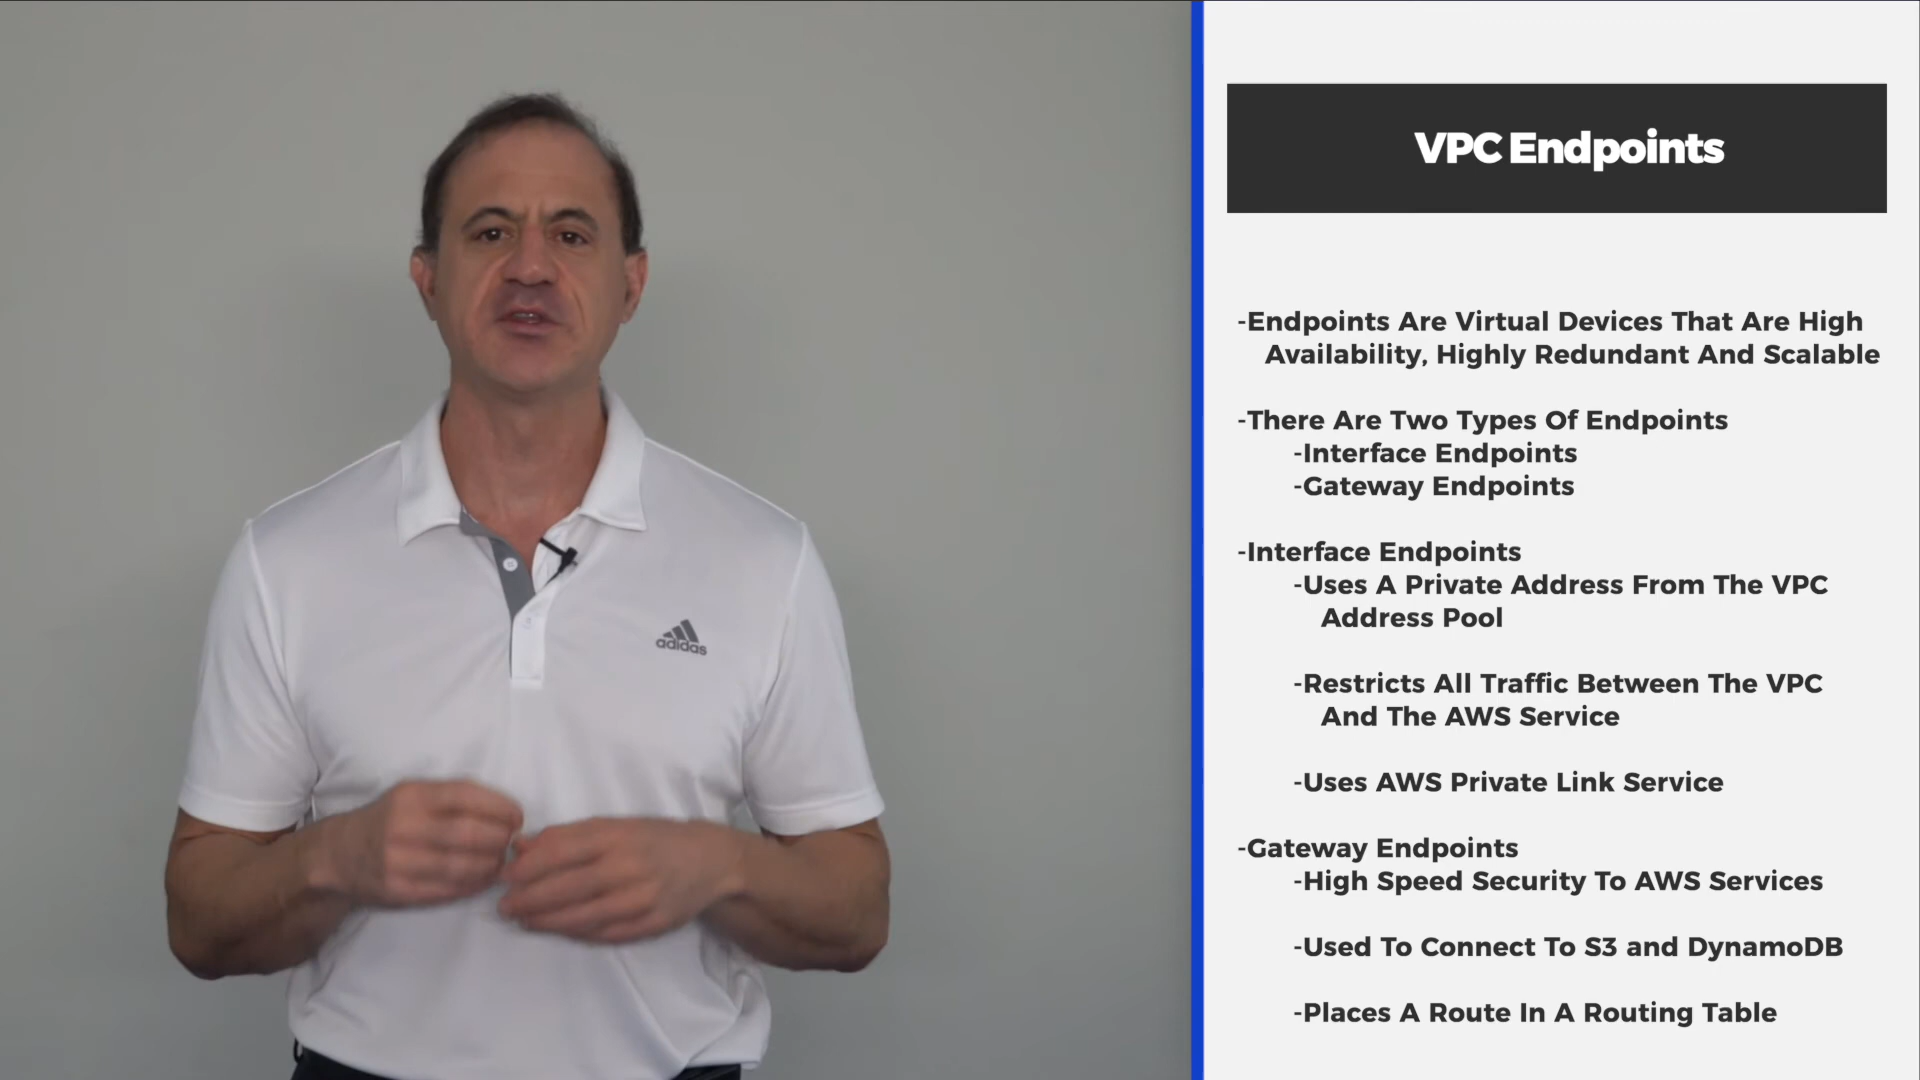 VPC Endpoints
-Endpoints Are Virtual Devices That Are High
Availability, Highly Redundant And Scalable
-There Are Two Types Of Endpoints
-Interface Endpoints
-Gateway Endpoints
-Interface Endpoints
-Uses A Private Address From The VPC
Address Pool
-Restricts All Traffic Between The VPC
And The AWS Service
-Uses AWS Private Link Service
-Gateway Endpoints
-High Speed Security To AWS Services
-Used To Connect To S3 and DynamoDB
-Places A Route In A Routing Table
adidas